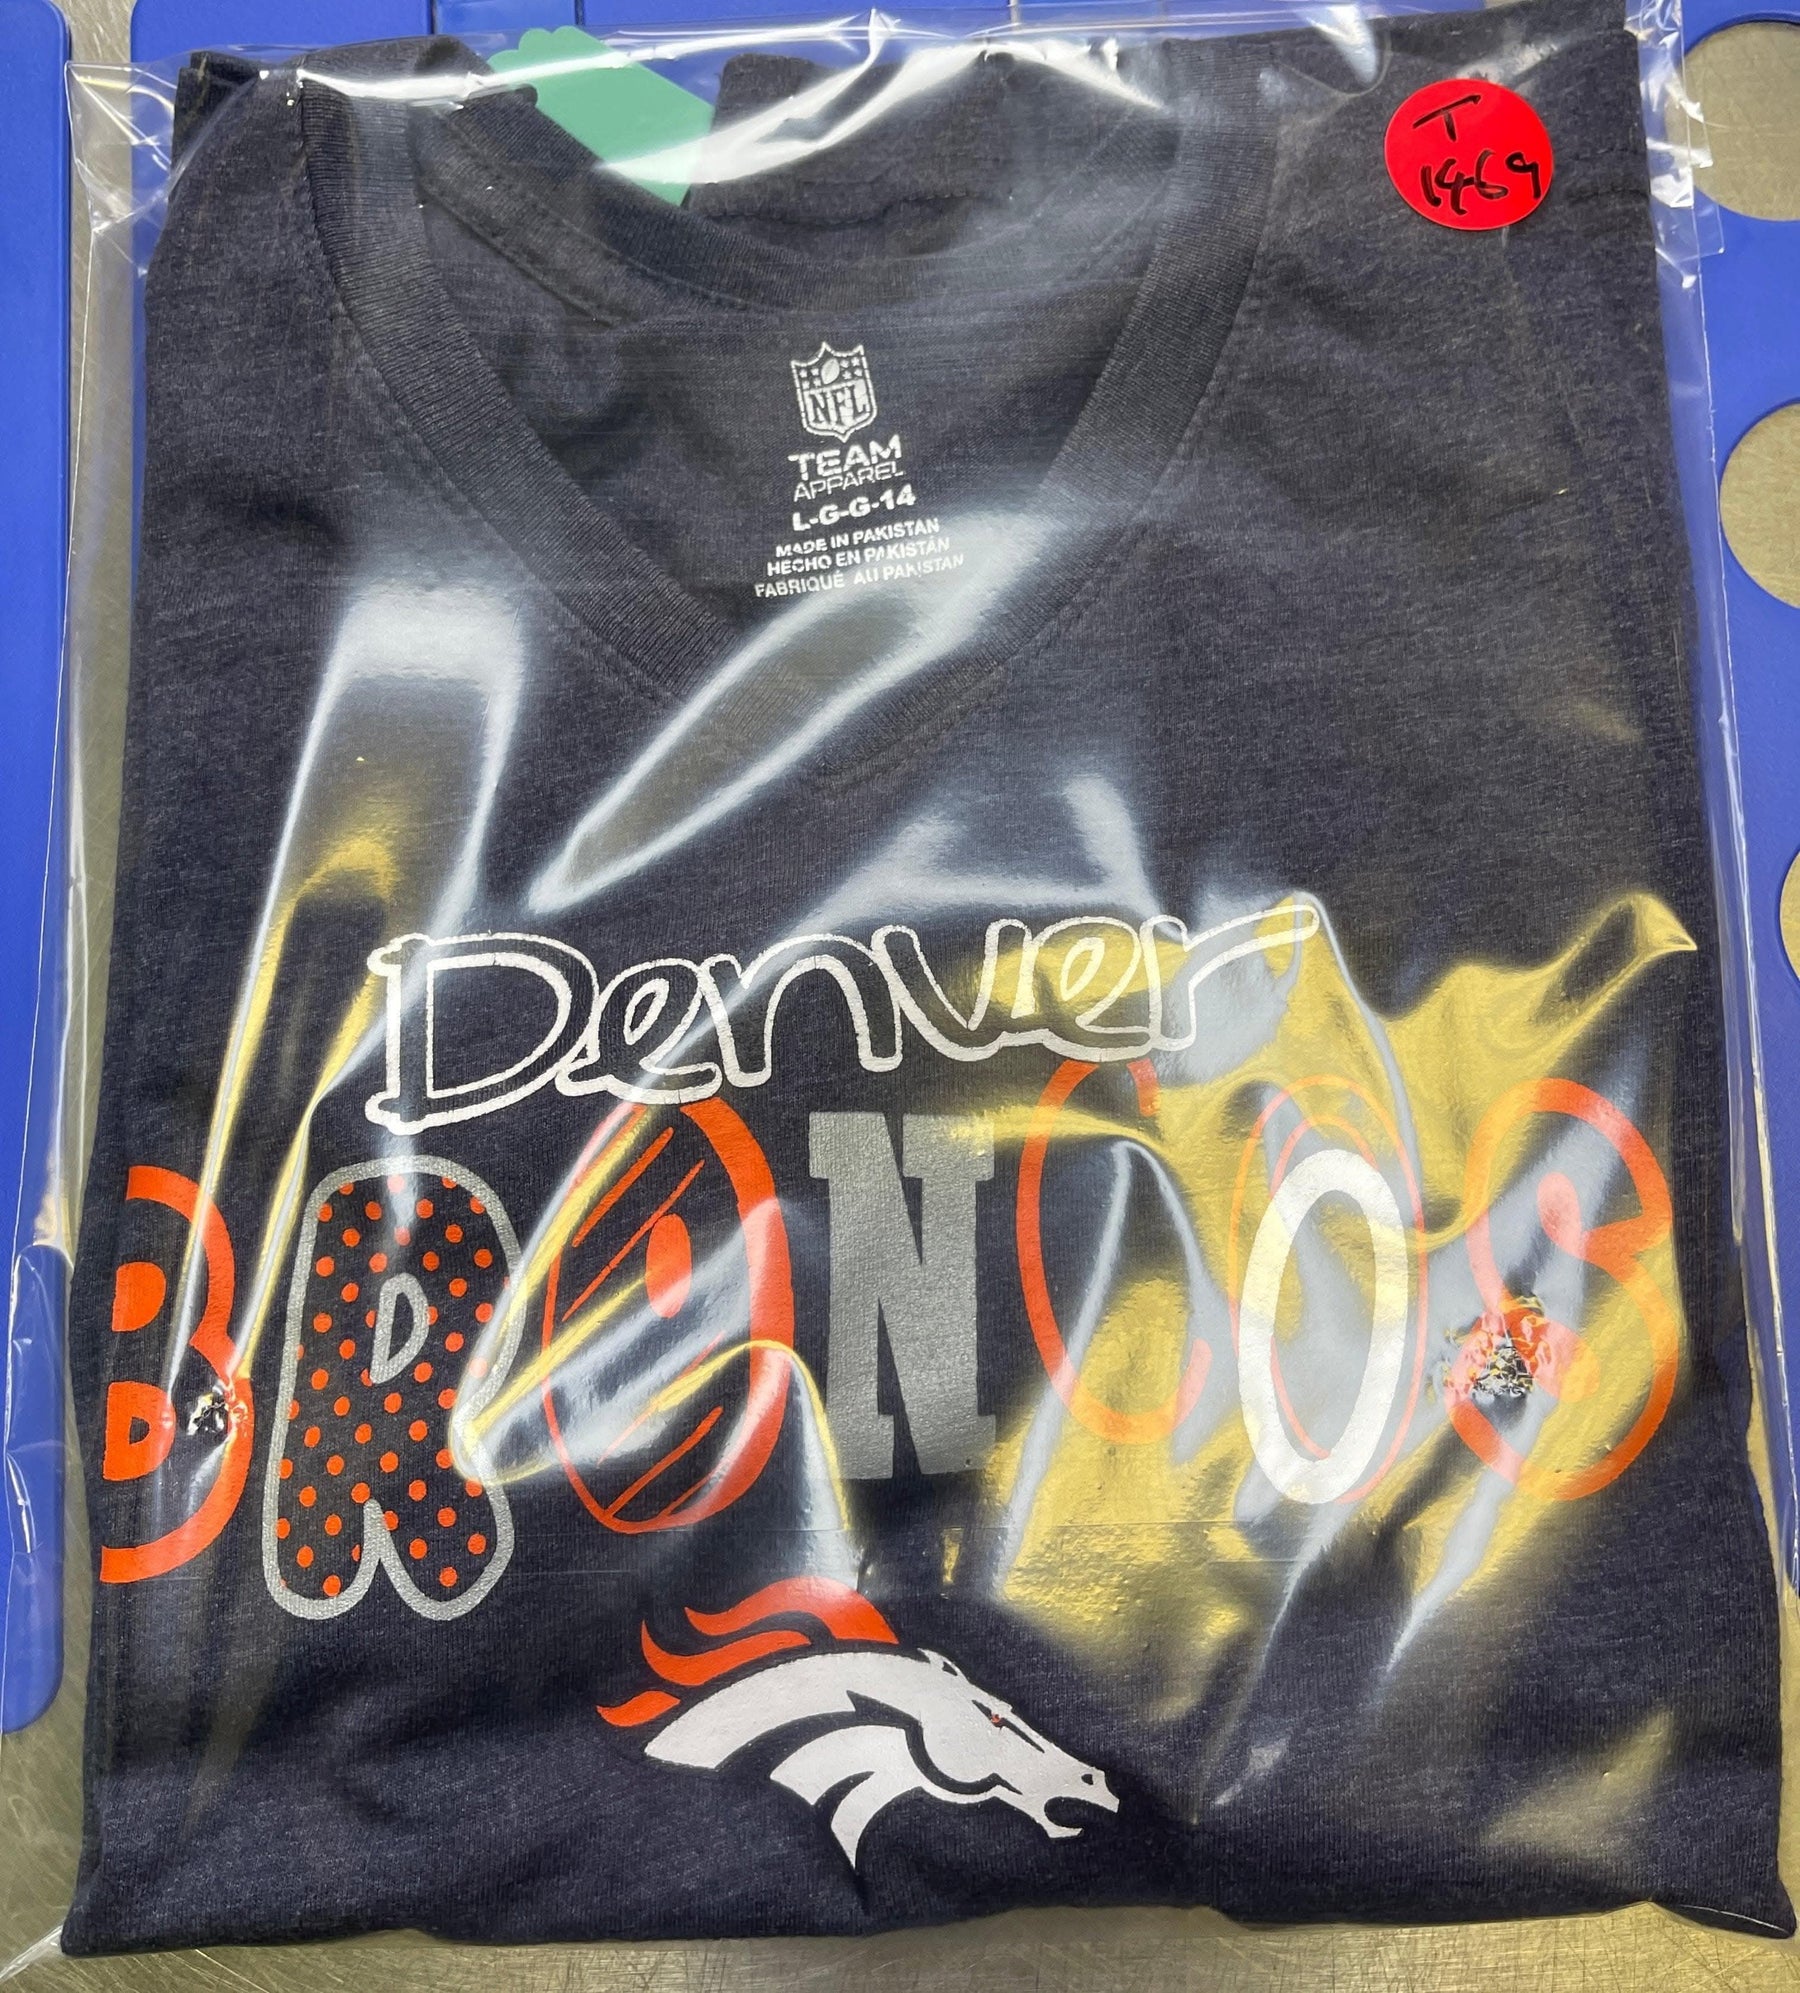 T
1469
NFL
TEAM
APPAREL
L-G-G-14
MADE IN PAKISTAN
HECHO EN PAKISTÁN
FABRIQUÉ AU PAKISTAN
Denver
BRONCOS
D